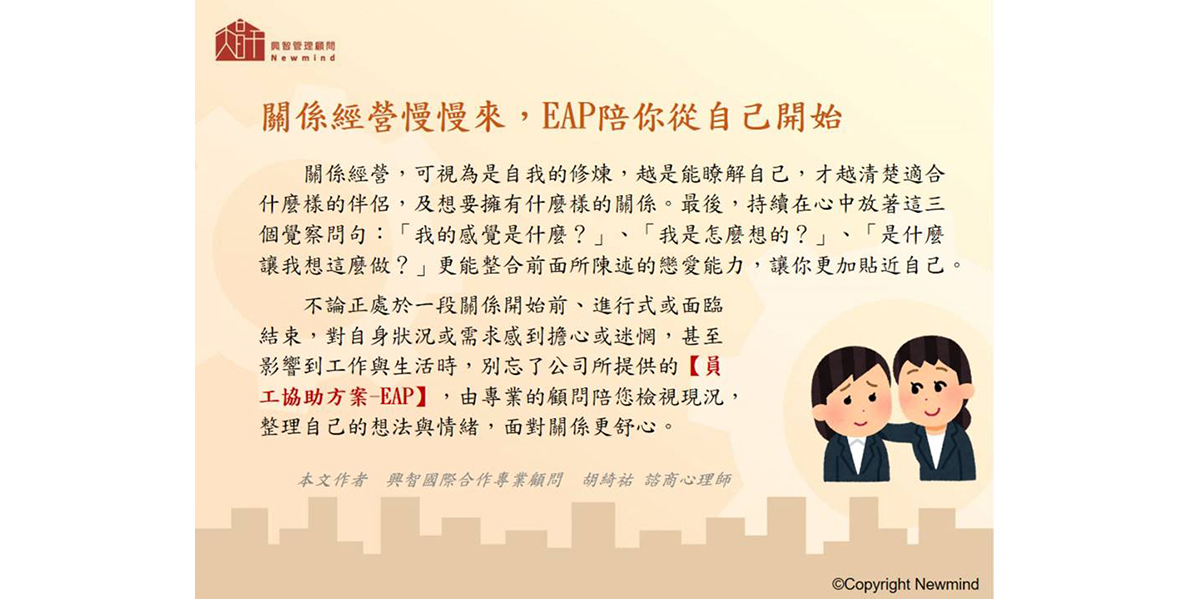 興智管理顧問
Newmind
關係經營慢慢來，EAP陪你從自己開始
關係經營，可視為是自我的修煉，越是能瞭解自己，才越清楚適合
什麼樣的伴侶，及想要擁有什麼樣的關係。最後，持續在心中放著這三
個覺察問句：「我的感覺是什麼？」、「我是怎麼想的？」、「是什麼
讓我想這麼做？」更能整合前面所陳述的戀愛能力，讓你更加貼近自己。
不論正處於一段關係開始前、進行式或面臨
結束，對自身狀況或需求感到擔心或迷惘，甚至
影響到工作與生活時，別忘了公司所提供的【員
工協助方案-EAP】，由專業的顧問陪您檢視現況，
整理自己的想法與情緒，面對關係更舒心。
本文作者　興智國際合作專業顧問　胡綺祐 諮商心理師
©Copyright Newmind